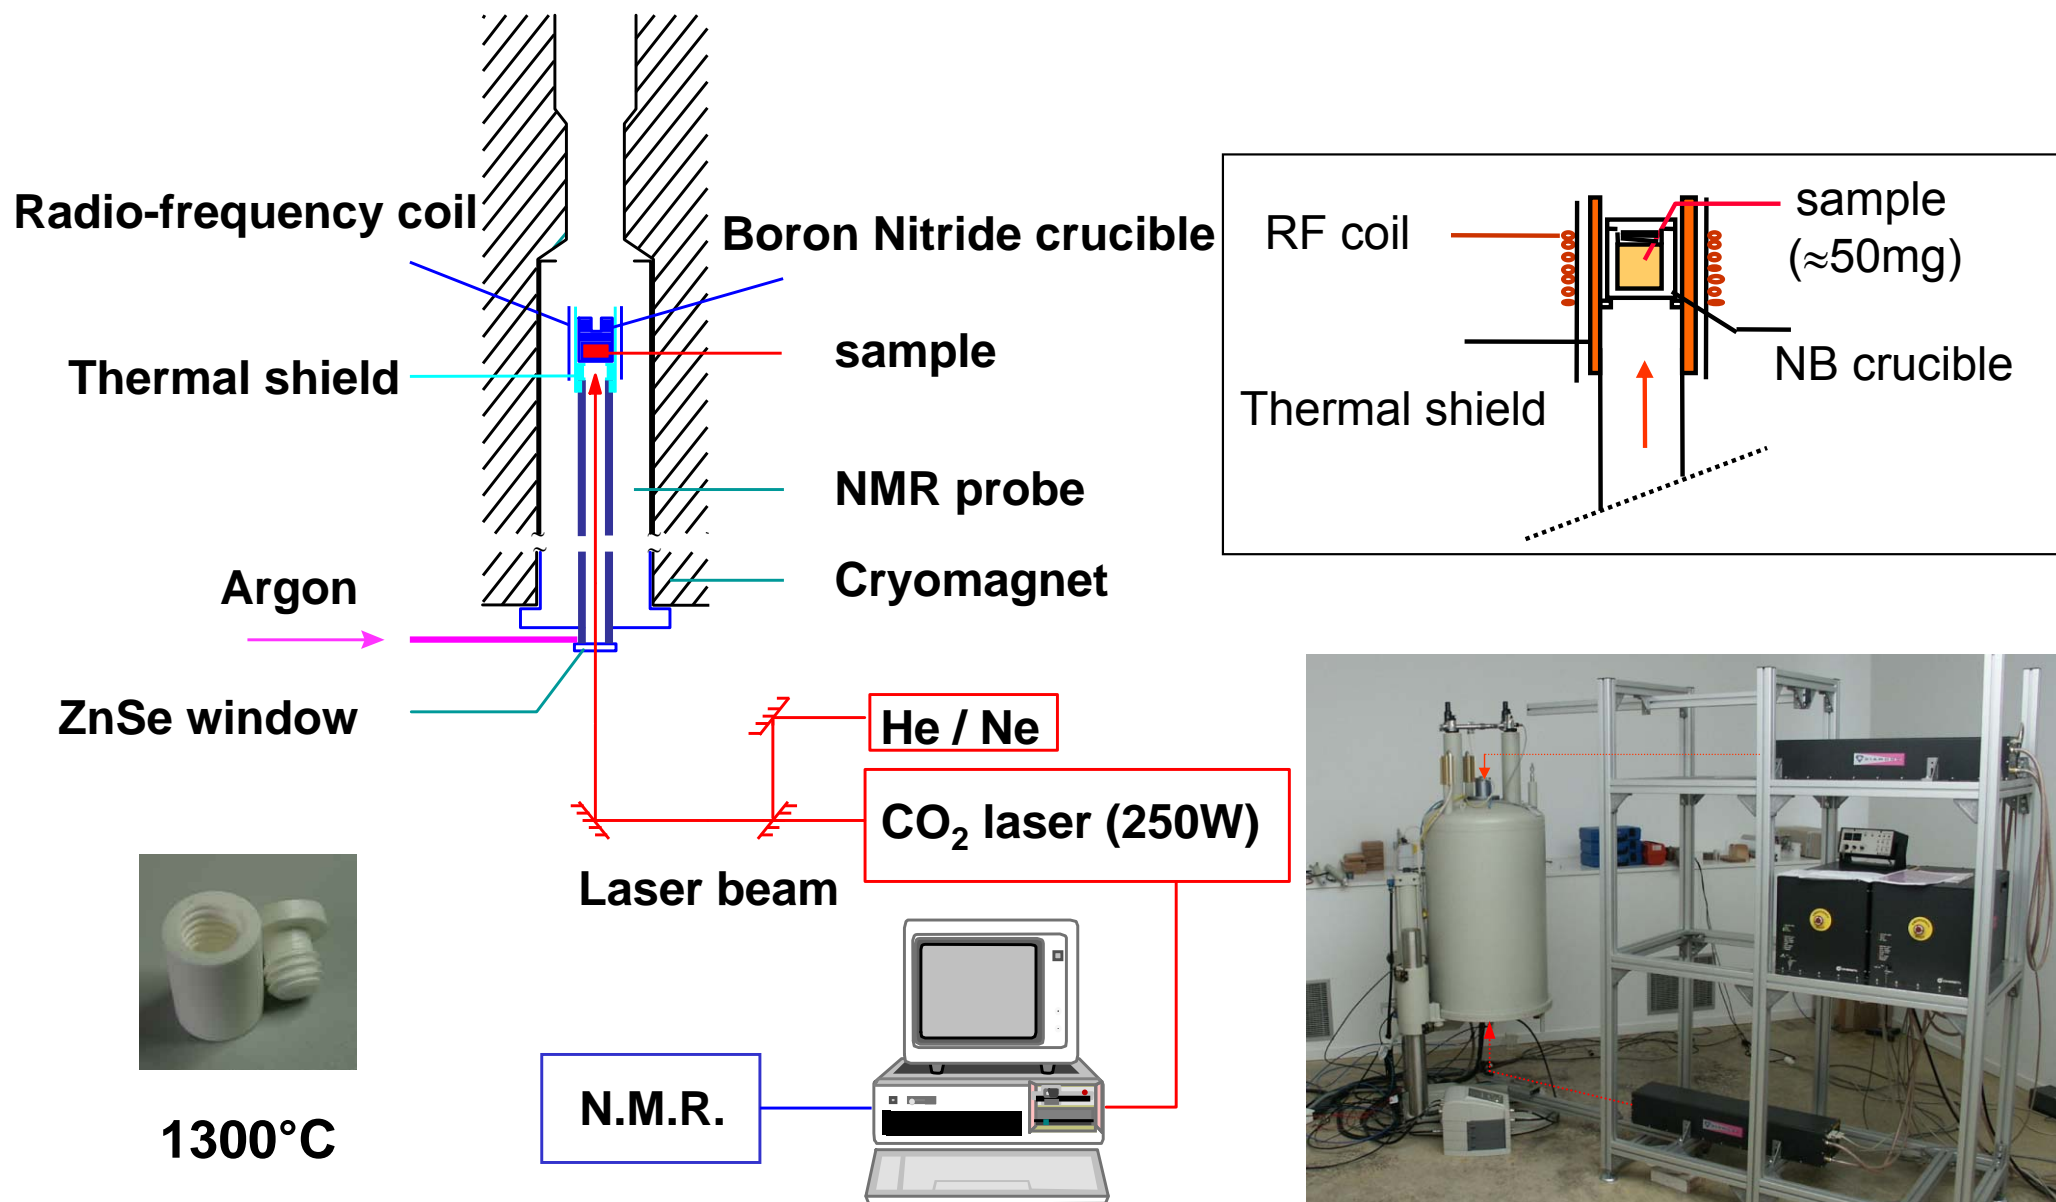 Radio-frequency coil
Boron Nitride crucible
sample
Thermal shield
NMR probe
Cryomagnet
Argon
ZnSe window
He / Ne
CO₂ laser (250W)
Laser beam
N.M.R.
1300°C
RF coil
sample
(≈50mg)
NB crucible
Thermal shield